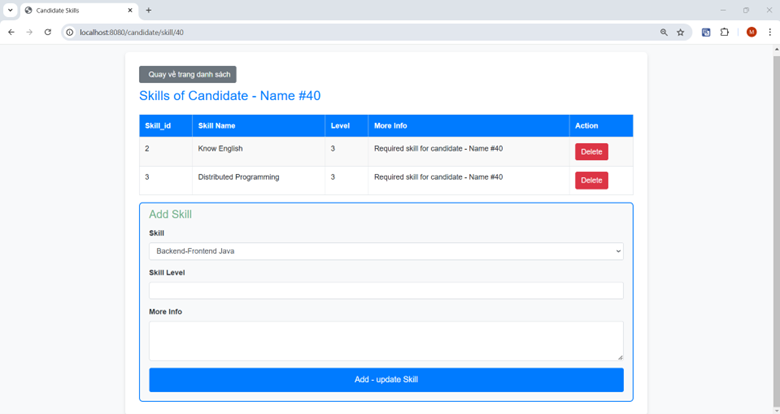 Candidate Skills
localhost:8080/candidate/skill/40
M
Quay về trang danh sách
Skills of Candidate - Name #40
Skill_id Skill Name Level More Info Action
2 Know English 3 Required skill for candidate - Name #40 Delete
3 Distributed Programming 3 Required skill for candidate - Name #40 Delete
Add Skill
Skill
Backend-Frontend Java
Skill Level
More Info
Add - update Skill